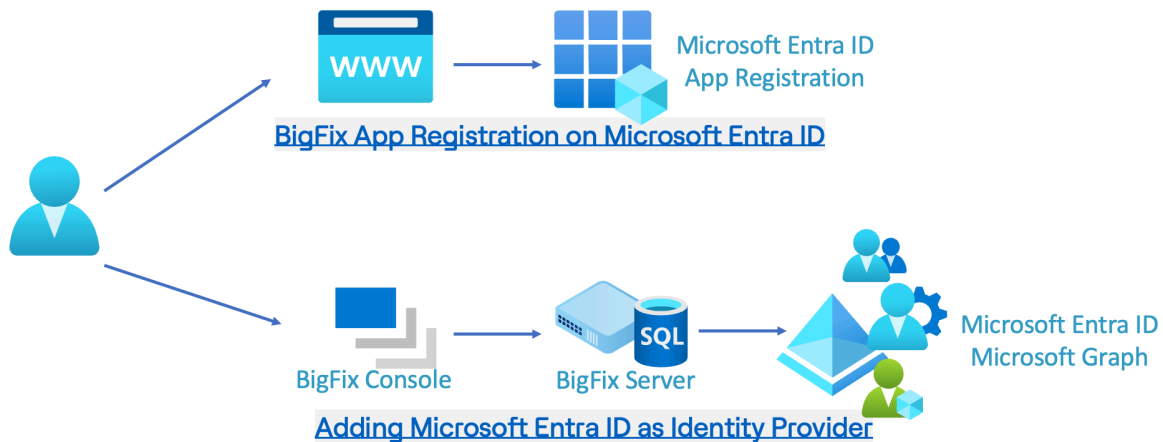 WWW
Microsoft Entra ID
App Registration
BigFix App Registration on Microsoft Entra ID
SQL
Microsoft Entra ID
Microsoft Graph
BigFix Console
BigFix Server
Adding Microsoft Entra ID as Identity Provider